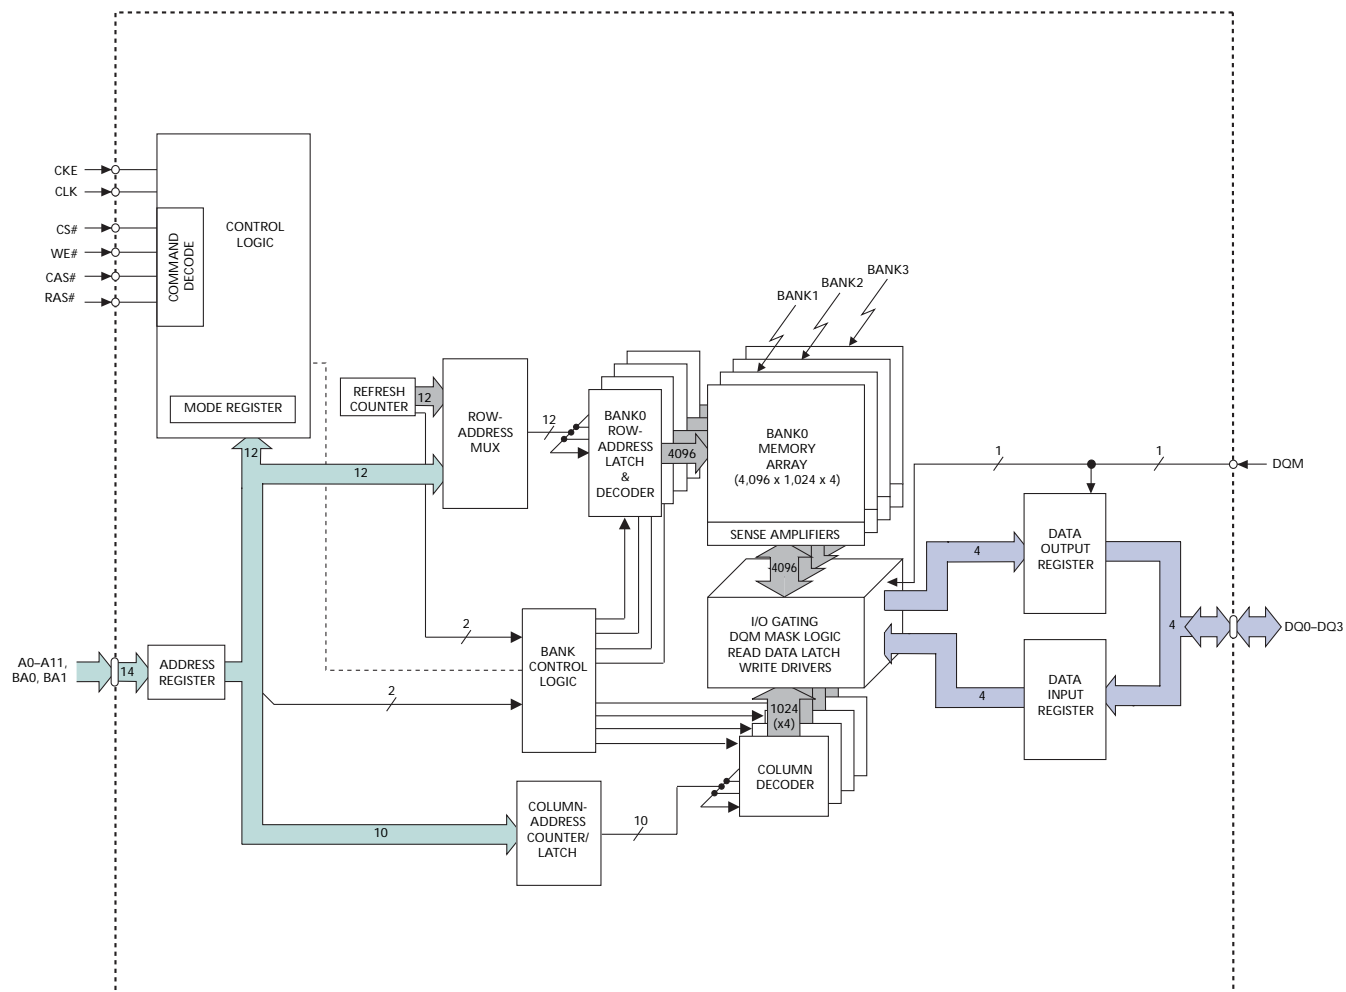 CKE
CLK
CS#
WE#
CAS#
RAS#
COMMAND
DECODE
CONTROL
LOGIC
MODE REGISTER
12
REFRESH
COUNTER
12
ROW-
ADDRESS
MUX
12
12
BANK0
ROW-
ADDRESS
LATCH
&
DECODER
4096
BANK1
BANK2
BANK3
BANK0
MEMORY
ARRAY
(4,096 x 1,024 x 4)
SENSE AMPLIFIERS
4096
I/O GATING
DQM MASK LOGIC
READ DATA LATCH
WRITE DRIVERS
1
1
DQM
4
DATA
OUTPUT
REGISTER
4
DQ0–DQ3
4
DATA
INPUT
REGISTER
A0–A11,
BA0, BA1
14
ADDRESS
REGISTER
2
2
BANK
CONTROL
LOGIC
1024
(x4)
COLUMN
DECODER
10
COLUMN-
ADDRESS
COUNTER/
LATCH
10